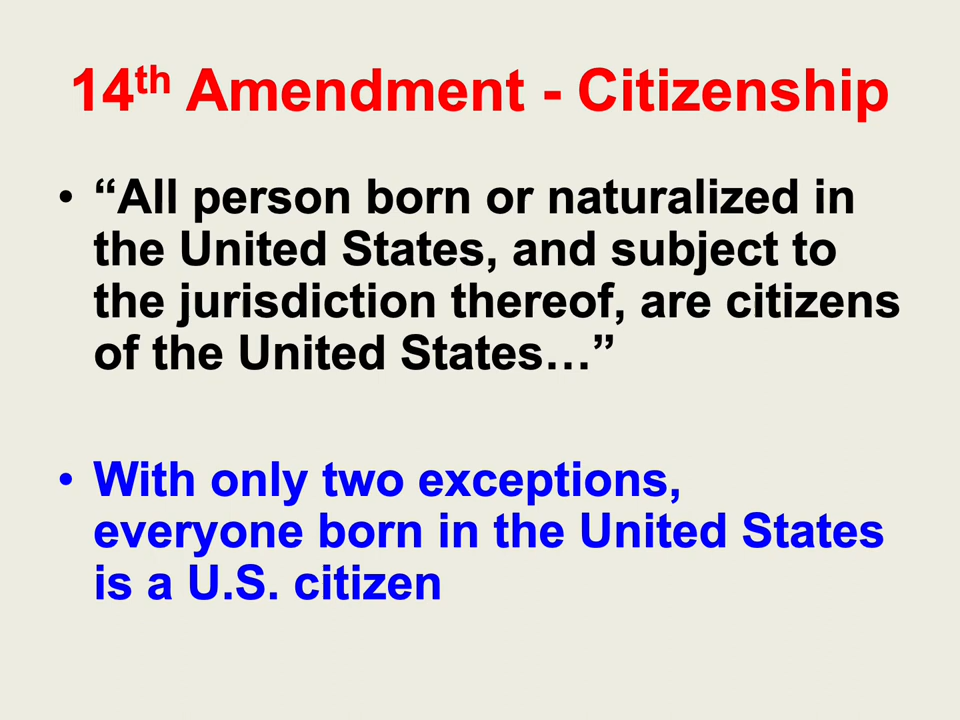 14th Amendment - Citizenship
• “All person born or naturalized in
the United States, and subject to
the jurisdiction thereof, are citizens
of the United States…”
• With only two exceptions,
everyone born in the United States
is a U.S. citizen